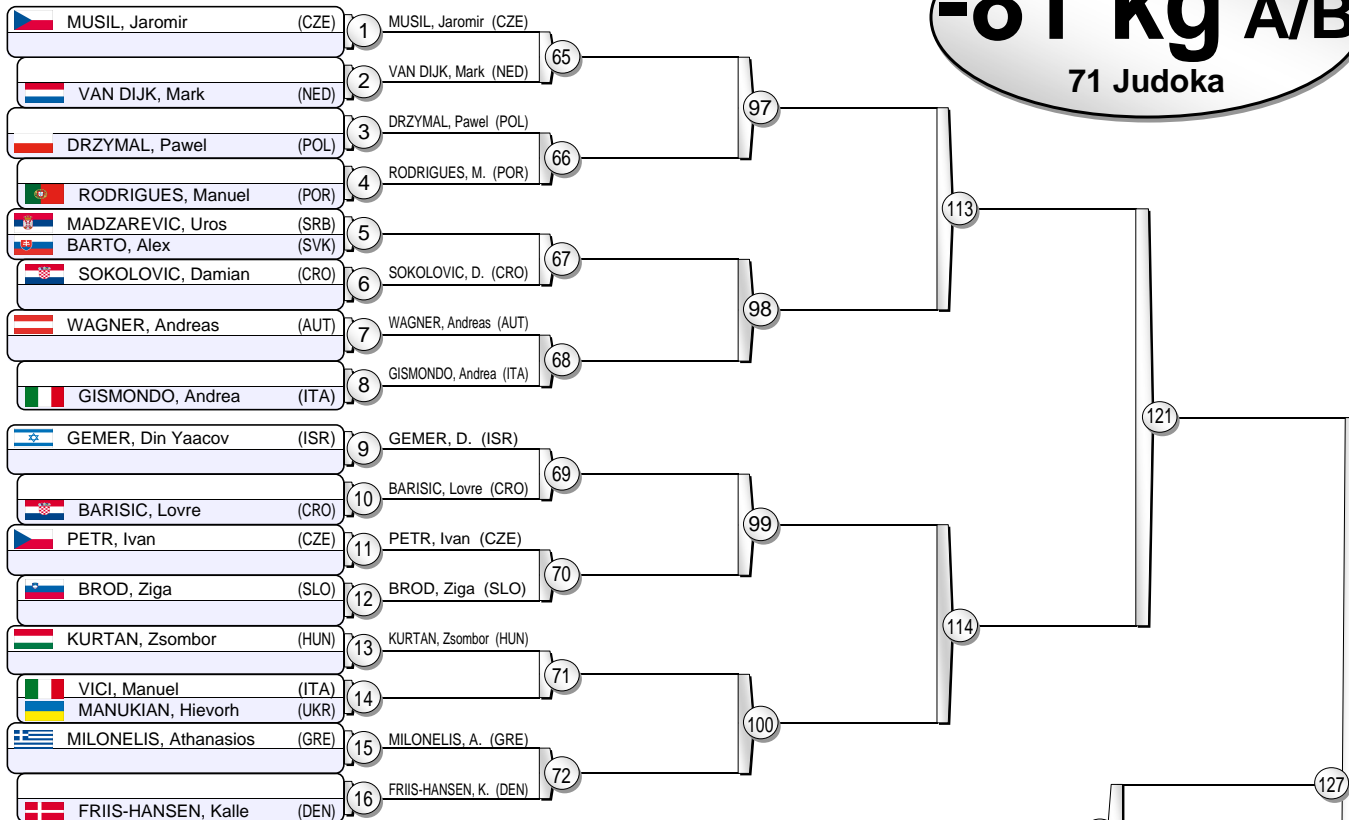 -81 kg A/B
71 Judoka
MUSIL, Jaromir (CZE) 1 MUSIL, Jaromir (CZE)
65
VAN DIJK, Mark (NED) 2 VAN DIJK, Mark (NED)
97
DRZYMAL, Pawel (POL) 3 DRZYMAL, Pawel (POL)
66
RODRIGUES, Manuel (POR) 4 RODRIGUES, M. (POR)
113
MADZAREVIC, Uros (SRB)
BARTO, Alex (SVK) 5
67
SOKOLOVIC, Damian (CRO) 6 SOKOLOVIC, D. (CRO)
98
WAGNER, Andreas (AUT) 7 WAGNER, Andreas (AUT)
68
GISMONDO, Andrea (ITA) 8 GISMONDO, Andrea (ITA)
121
GEMER, Din Yaacov (ISR) 9 GEMER, D. (ISR)
69
BARISIC, Lovre (CRO) 10 BARISIC, Lovre (CRO)
99
PETR, Ivan (CZE) 11 PETR, Ivan (CZE)
70
BROD, Ziga (SLO) 12 BROD, Ziga (SLO)
114
KURTAN, Zsombor (HUN) 13 KURTAN, Zsombor (HUN)
71
VICI, Manuel (ITA)
MANUKIAN, Hievorh (UKR) 14
100
MILONELIS, Athanasios (GRE) 15 MILONELIS, A. (GRE)
72
127
FRIIS-HANSEN, Kalle (DEN) 16 FRIIS-HANSEN, K. (DEN)